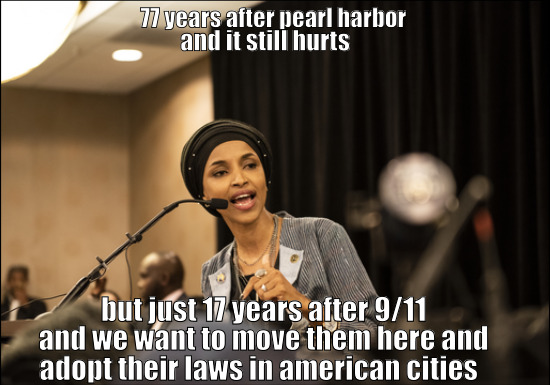 77 years after pearl harbor
and it still hurts
but just 17 years after 9/11
and we want to move them here and
adopt their laws in american cities